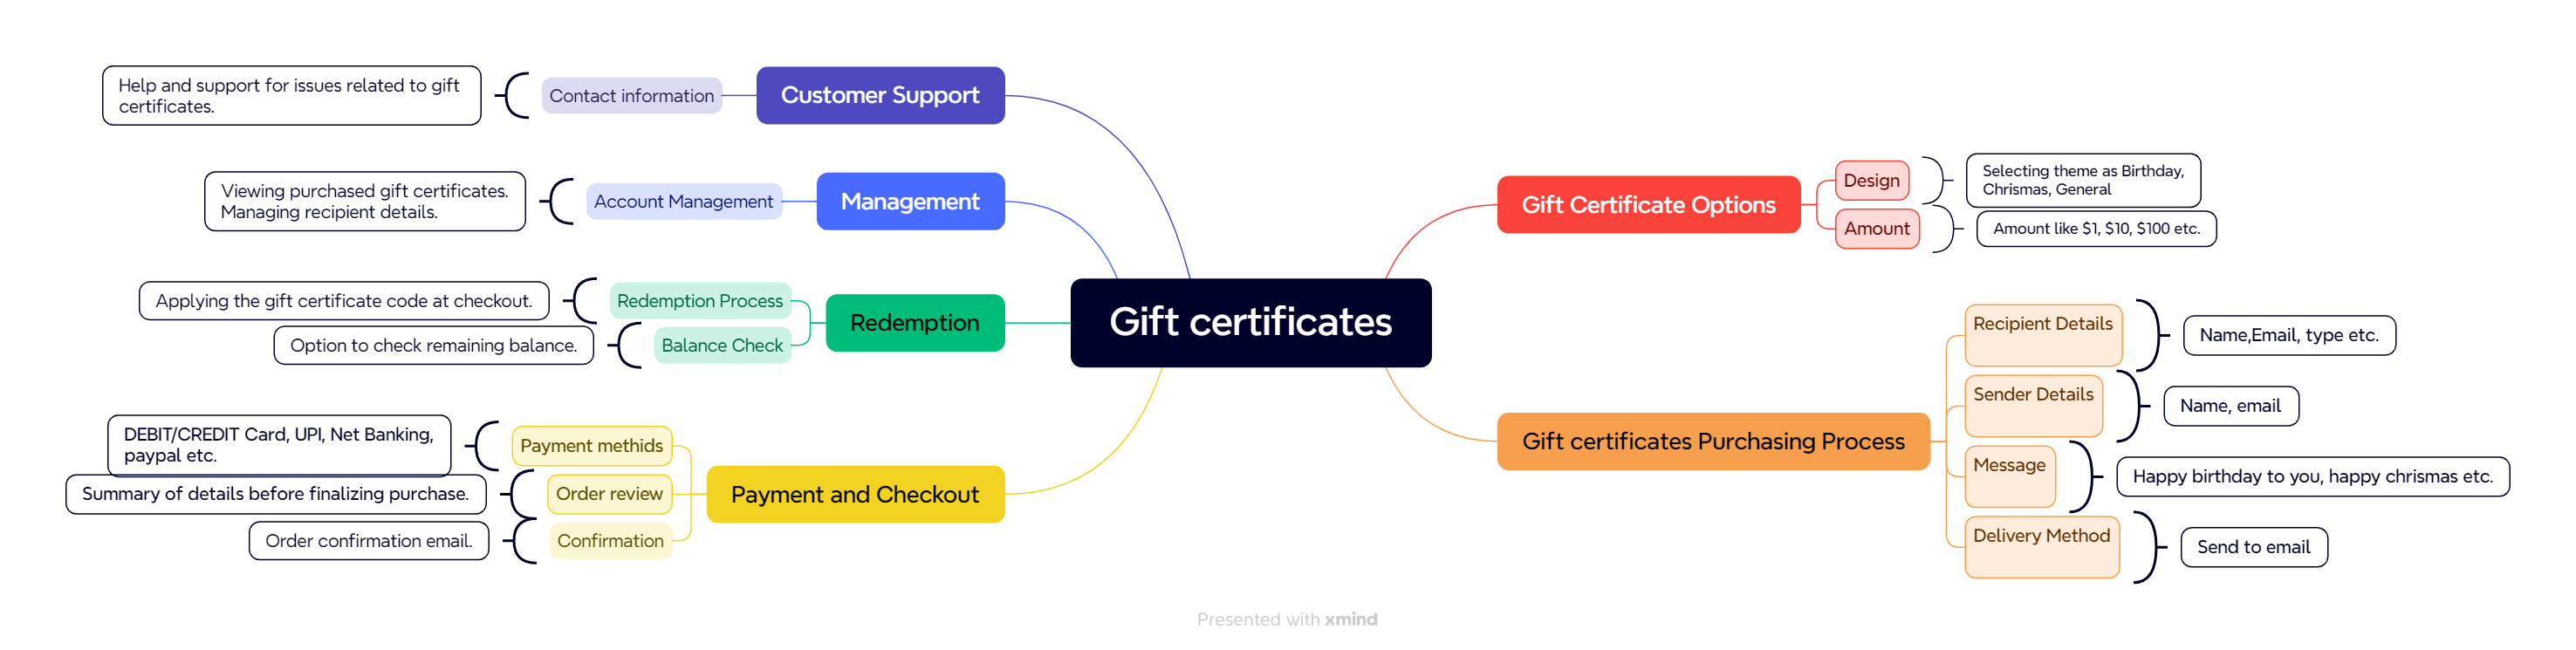 Gift certificates
Customer Support
Contact information
Help and support for issues related to gift
certificates.
Management
Account Management
Viewing purchased gift certificates.
Managing recipient details.
Redemption
Redemption Process
Applying the gift certificate code at checkout.
Balance Check
Option to check remaining balance.
Payment and Checkout
Payment methids
DEBIT/CREDIT Card, UPI, Net Banking,
paypal etc.
Order review
Summary of details before finalizing purchase.
Confirmation
Order confirmation email.
Gift Certificate Options
Design
Selecting theme as Birthday,
Chrismas, General
Amount
Amount like $1, $10, $100 etc.
Gift certificates Purchasing Process
Recipient Details
Name,Email, type etc.
Sender Details
Name, email
Message
Happy birthday to you, happy chrismas etc.
Delivery Method
Send to email
Presented with xmind